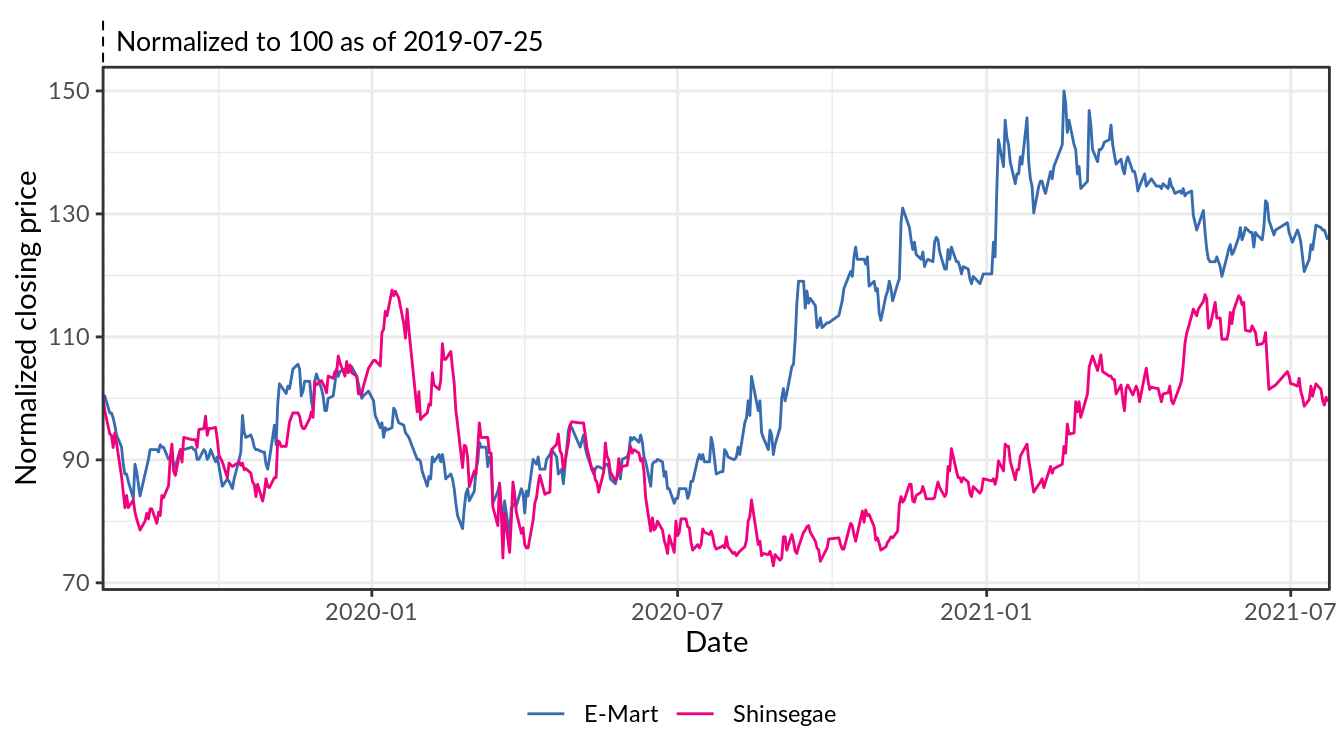 Normalized to 100 as of 2019-07-25
Normalized closing price
150
130
110
90
70
2020-01
2020-07
2021-01
2021-07
Date
E-Mart
Shinsegae